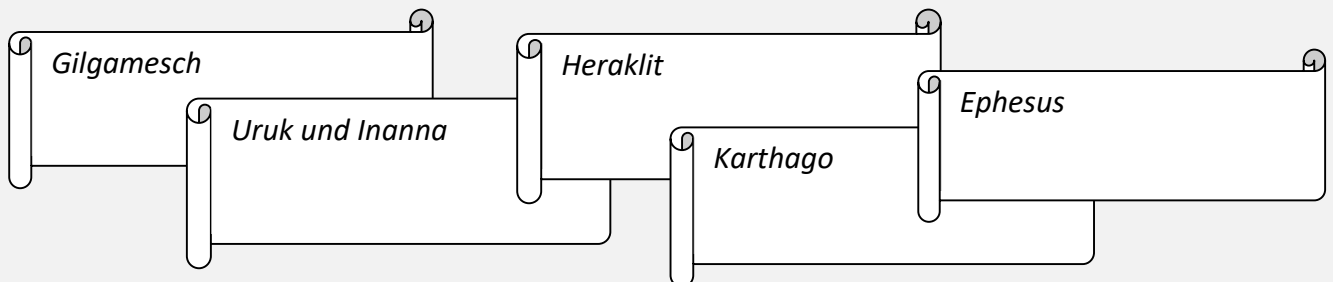 Gilgamesch
Uruk und Inanna
Heraklit
Karthago
Ephesus